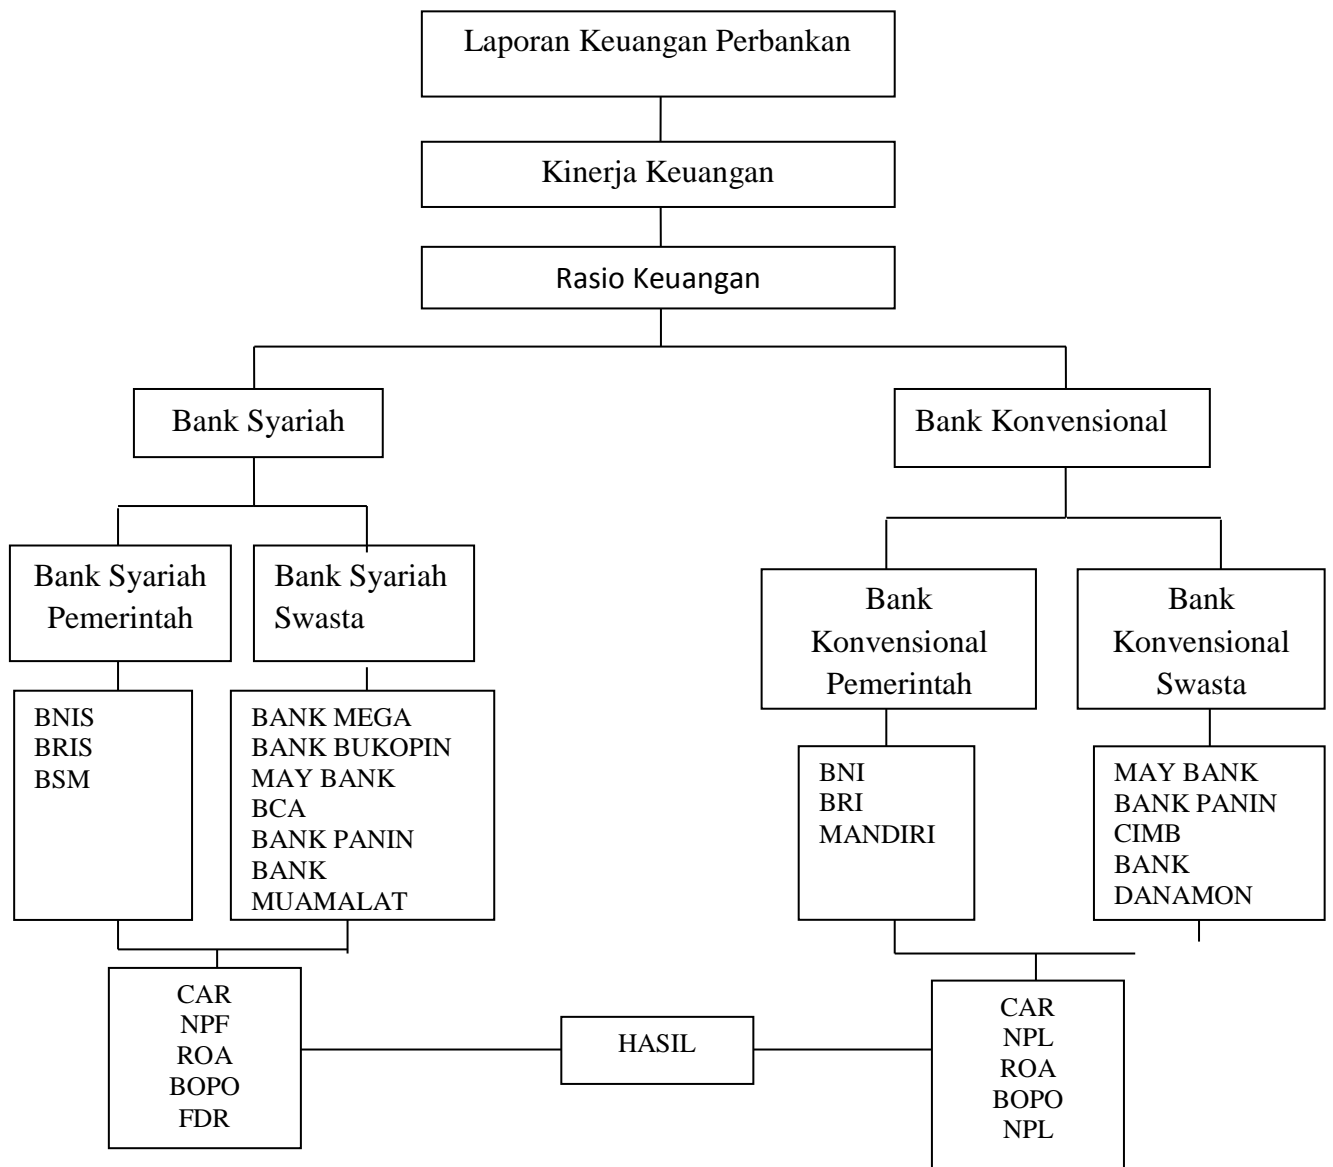 Laporan Keuangan Perbankan
Kinerja Keuangan
Rasio Keuangan
Bank Syariah
Bank Konvensional
Bank Syariah
Pemerintah
Bank Syariah
Swasta
Bank
Konvensional
Pemerintah
Bank
Konvensional
Swasta
BNIS
BRIS
BSM
BANK MEGA
BANK BUKOPIN
MAY BANK
BCA
BANK PANIN
BANK
MUAMALAT
BNI
BRI
MANDIRI
MAY BANK
BANK PANIN
CIMB
BANK
DANAMON
CAR
NPF
ROA
BOPO
FDR
HASIL
CAR
NPL
ROA
BOPO
NPL